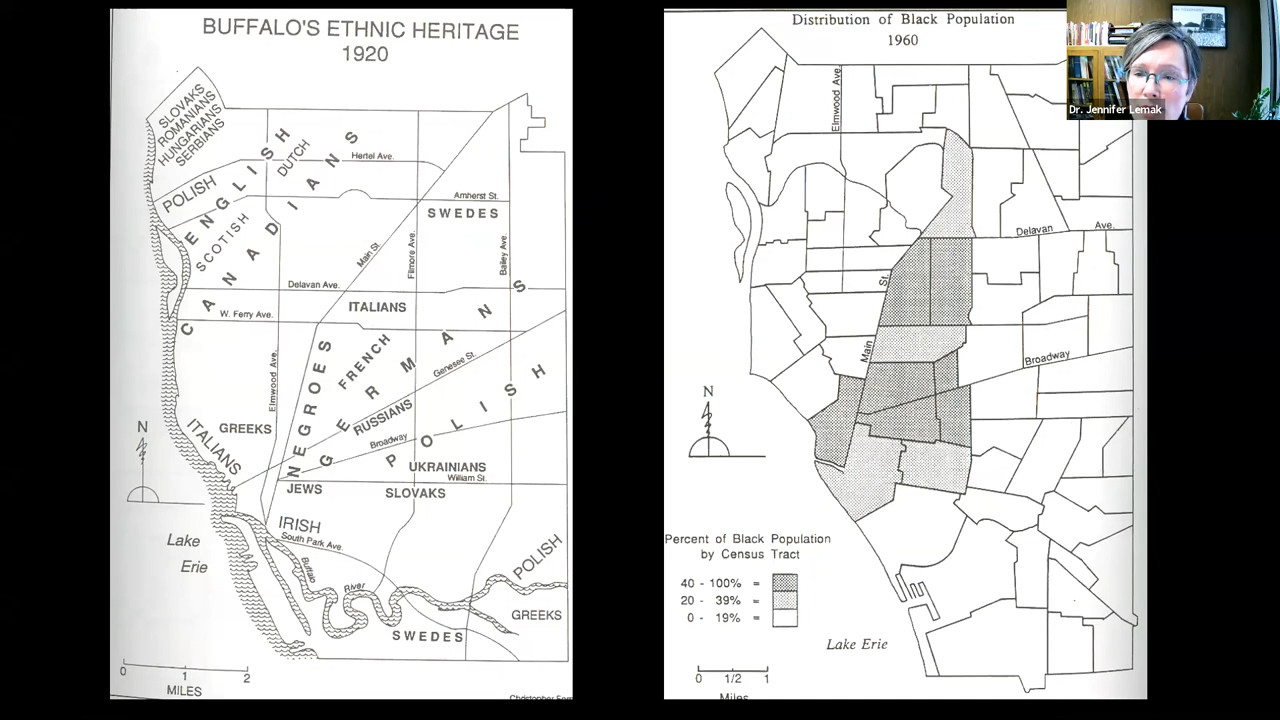 BUFFALO'S ETHNIC HERITAGE
1920
SLOVAKS
ROMANIANS
HUNGARIANS
SERBIANS
POLISH
ENGLISH
DUTCH
SCOTISH
CANADIANS
Hertel Ave.
Amherst St.
SWEDES
Main St.
Filmore Ave.
Bailey Ave.
Delavan Ave.
ITALIANS
W. Ferry Ave.
Elmwood Ave.
NEGROES
FRENCH
GERMANS
Genesee St.
RUSSIANS
Broadway
POLISH
GREEKS
ITALIANS
UKRAINIANS
William St.
JEWS
SLOVAKS
N
IRISH
South Park Ave.
Lake
Erie
Buffalo
River
POLISH
GREEKS
SWEDES
0 1 2
MILES
Distribution of Black Population
1960
Elmwood Ave.
Delavan Ave.
Main St.
Broadway
N
Percent of Black Population
by Census Tract
40 - 100% =
20 - 39% =
0 - 19% =
Lake Erie
0 1/2 1
Miles
Dr. Jennifer Lemak